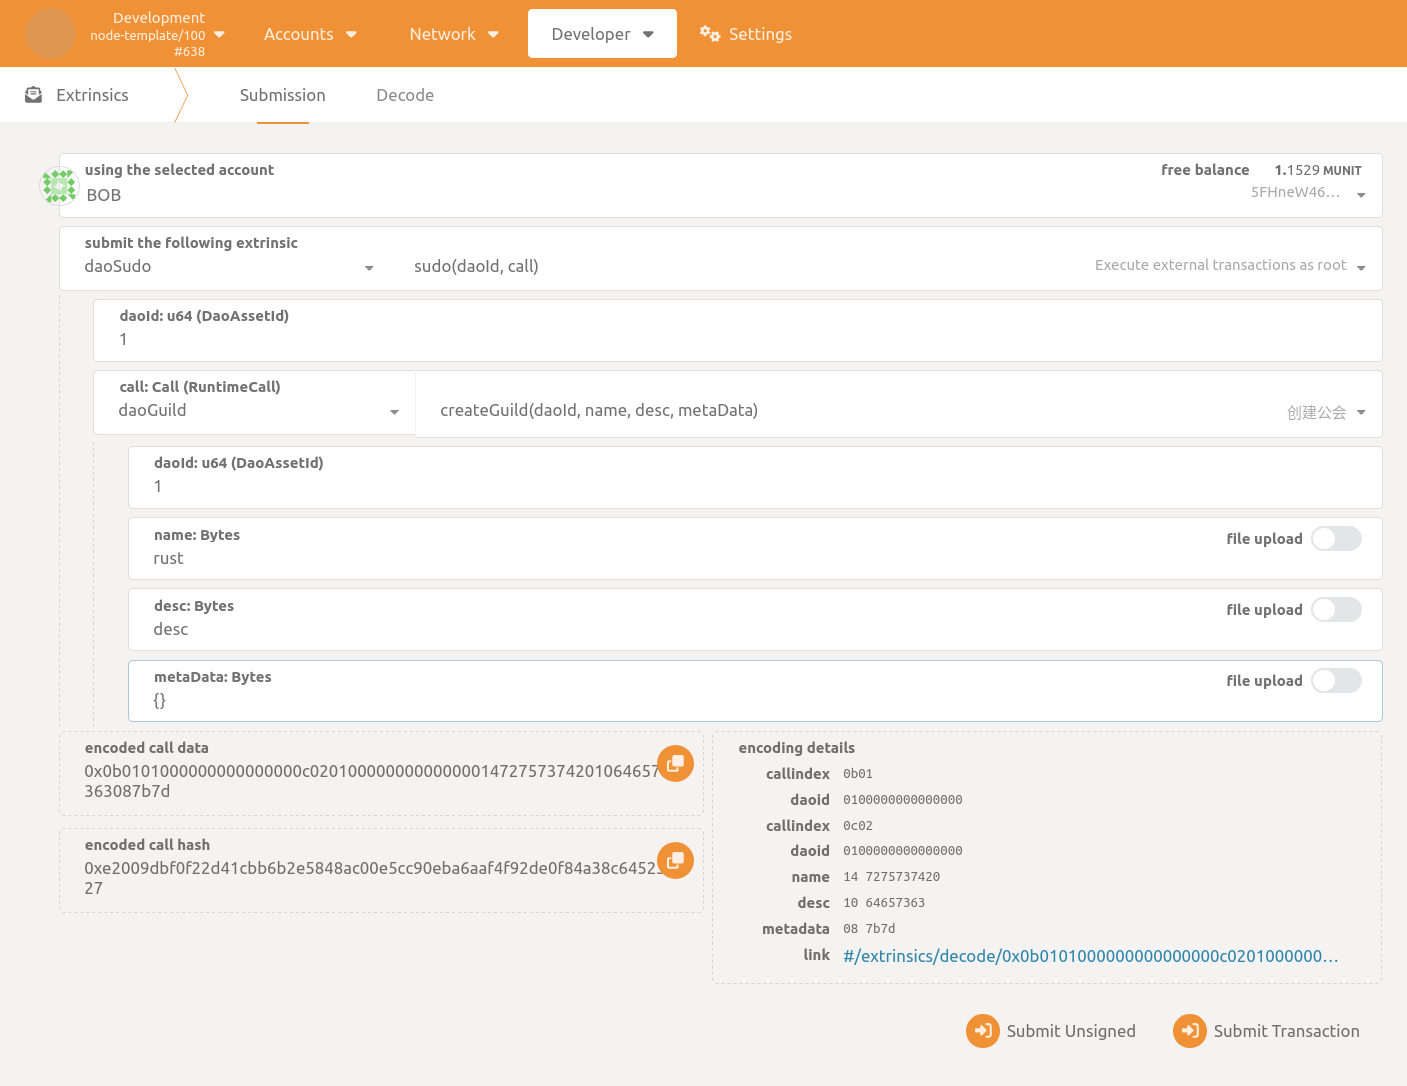 Development
node-template/100
#638
Accounts
Network
Developer
Settings
Extrinsics
Submission
Decode
using the selected account
BOB
free balance 1.1529 MUNIT
5FHneW46…
submit the following extrinsic
daoSudo
sudo(daoId, call)
Execute external transactions as root
daoId: u64 (DaoAssetId)
1
call: Call (RuntimeCall)
daoGuild
createGuild(daoId, name, desc, metaData)
创建公会
daoId: u64 (DaoAssetId)
1
name: Bytes
rust
file upload
desc: Bytes
desc
file upload
metaData: Bytes
{}
file upload
encoded call data
0x0b0101000000000000000c0201000000000000001472757374201064657
363087b7d
encoded call hash
0xe2009dbf0f22d41cbb6b2e5848ac00e5cc90eba6aaf4f92de0f84a38c6452
27
encoding details
callindex 0b01
daoid 0100000000000000
callindex 0c02
daoid 0100000000000000
name 14 7275737420
desc 10 64657363
metadata 08 7b7d
link #/extrinsics/decode/0x0b0101000000000000000c0201000000…
Submit Unsigned
Submit Transaction